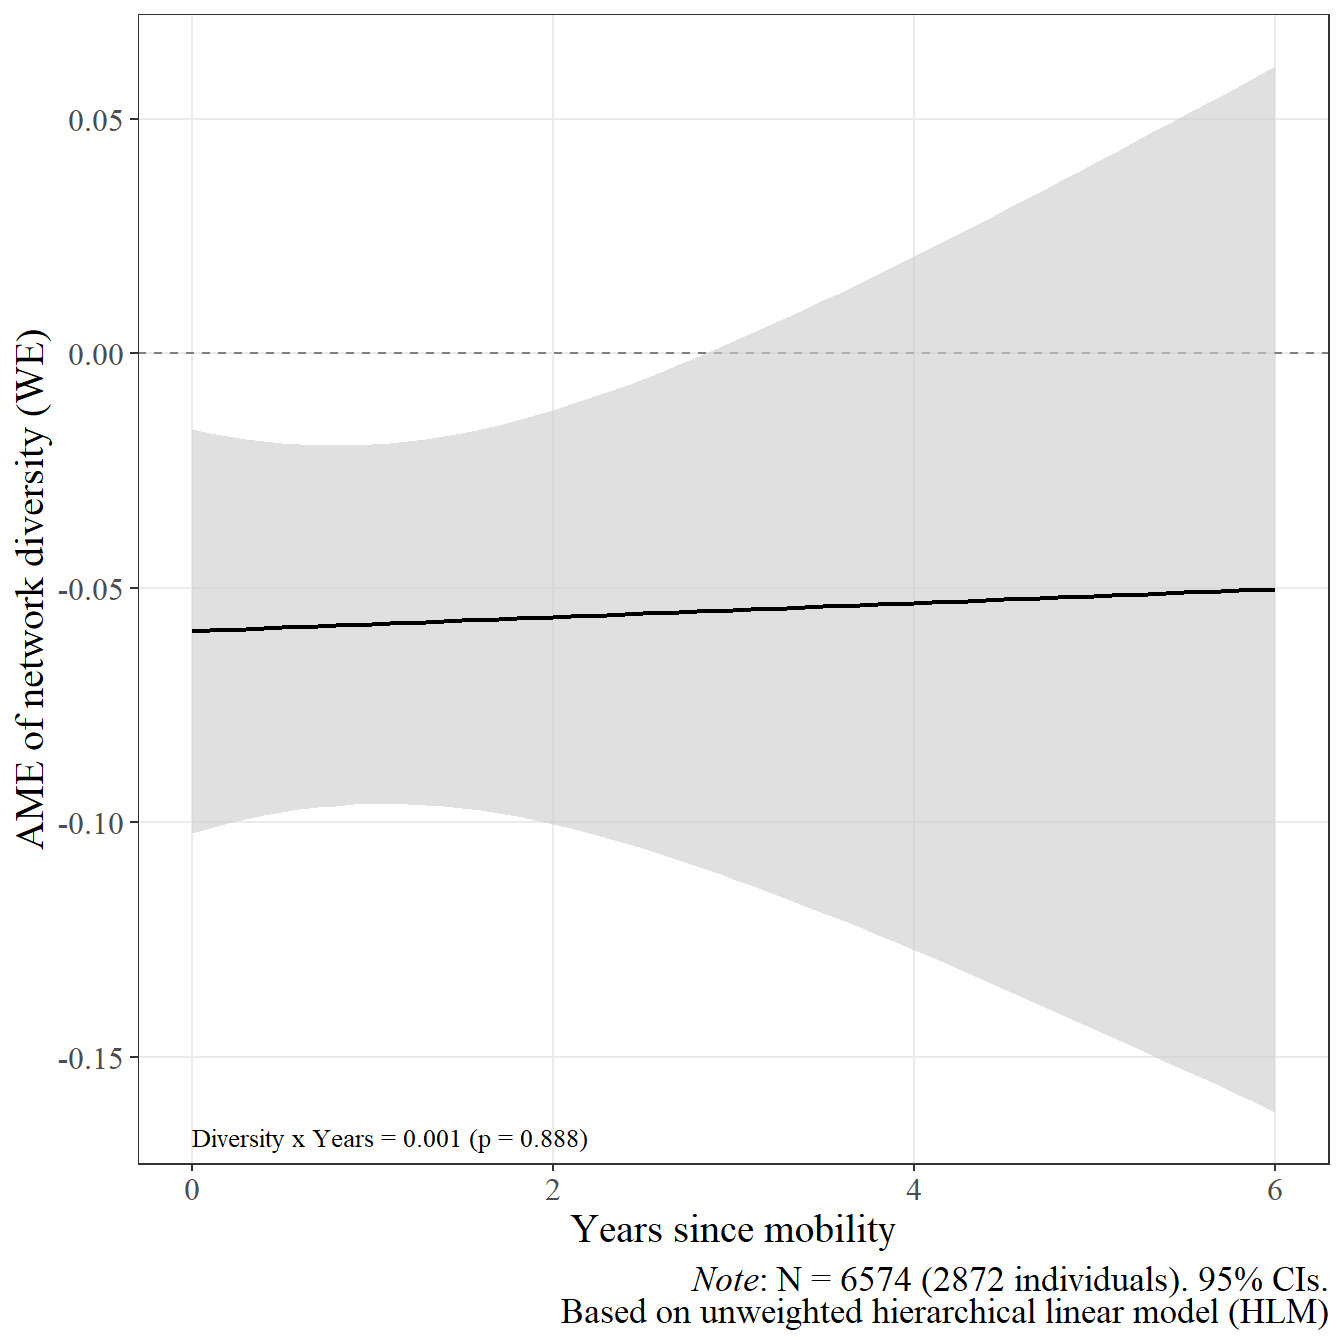 AME of network diversity (WE)
0.05
0.00
-0.05
-0.10
-0.15
Diversity x Years = 0.001 (p = 0.888)
0 2 4 6
Years since mobility
Note: N = 6574 (2872 individuals). 95% CIs.
Based on unweighted hierarchical linear model (HLM)